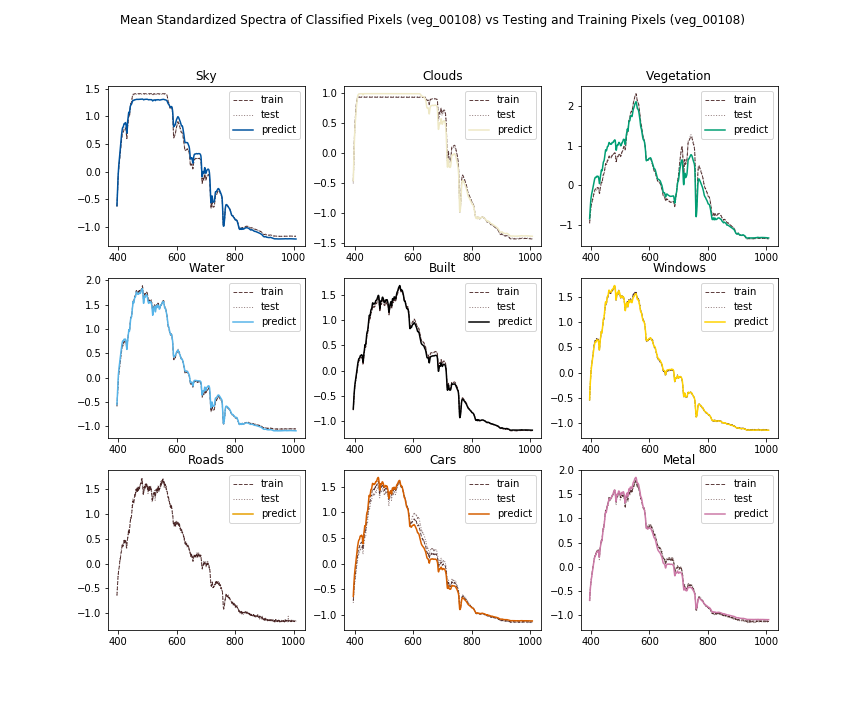 Mean Standardized Spectra of Classified Pixels (veg_00108) vs Testing and Training Pixels (veg_00108)
Sky
1.5
1.0
0.5
0.0
−0.5
−1.0
400 600 800 1000
train
test
predict
Clouds
1.0
0.5
0.0
−0.5
−1.0
−1.5
400 600 800 1000
train
test
predict
Vegetation
2
1
0
−1
400 600 800 1000
train
test
predict
Water
2.0
1.5
1.0
0.5
0.0
−0.5
−1.0
400 600 800 1000
train
test
predict
Built
1.5
1.0
0.5
0.0
−0.5
−1.0
400 600 800 1000
train
test
predict
Windows
1.5
1.0
0.5
0.0
−0.5
−1.0
400 600 800 1000
train
test
predict
Roads
1.5
1.0
0.5
0.0
−0.5
−1.0
400 600 800 1000
train
test
predict
Cars
1.5
1.0
0.5
0.0
−0.5
−1.0
400 600 800 1000
train
test
predict
Metal
2.0
1.5
1.0
0.5
0.0
−0.5
−1.0
400 600 800 1000
train
test
predict